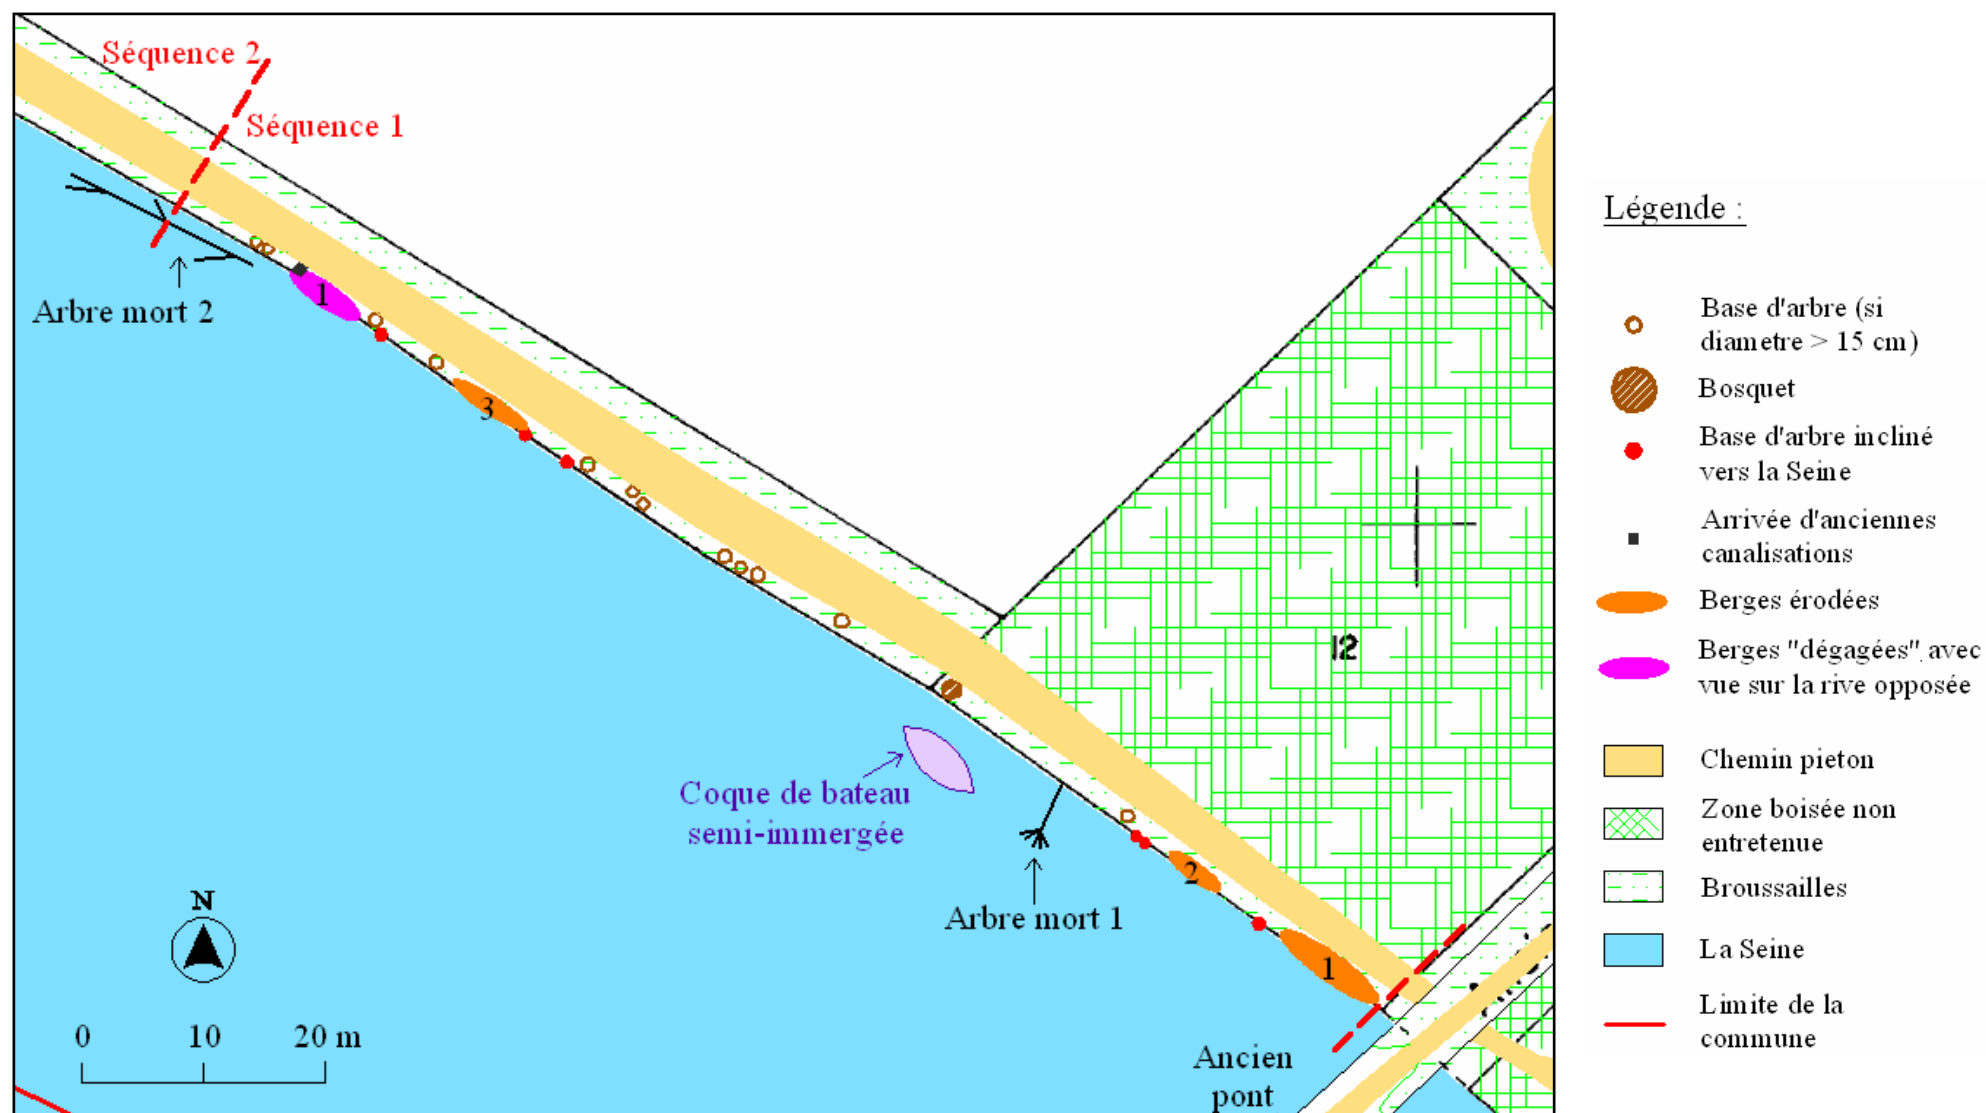 Séquence 2
Séquence 1
Arbre mort 2
1
3
12
Coque de bateau
semi-immergée
Arbre mort 1
2
1
N
0 10 20 m
Ancien
pont
Légende :
Base d'arbre (si
diametre > 15 cm)
Bosquet
Base d'arbre incliné
vers la Seine
Arrivée d'anciennes
canalisations
Berges érodées
Berges "dégagées" avec
vue sur la rive opposée
Chemin pieton
Zone boisée non
entretenue
Broussailles
La Seine
Limite de la
commune